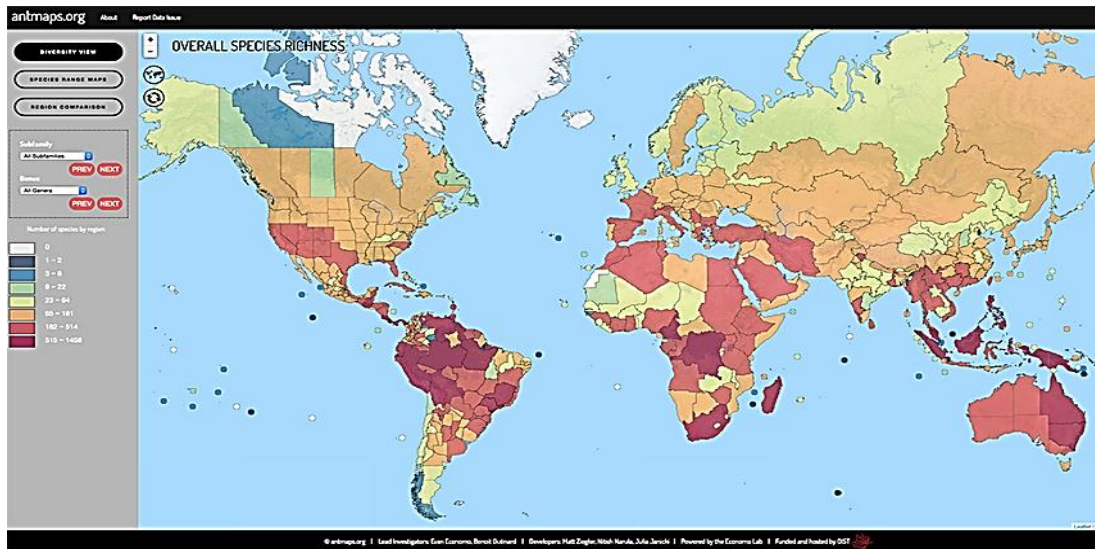 antmaps.org About Report Data Issue
DIVERSITY VIEW
SPECIES RANGE MAPS
REGION COMPARISON
+
−
OVERALL SPECIES RICHNESS
Subfamily
All Subfamilies
PREV NEXT
Genus
All Genera
PREV NEXT
Number of species by region
0
1 – 2
3 – 8
9 – 22
23 – 64
65 – 181
182 – 514
515 – 1458
Leaflet
© antmaps.org | Lead Investigators: Evan Economo, Benoit Guénard | Developers: Matt Ziegler, Nitish Narula, Julia Janicki | Powered by the Economo Lab | Funded and hosted by OIST